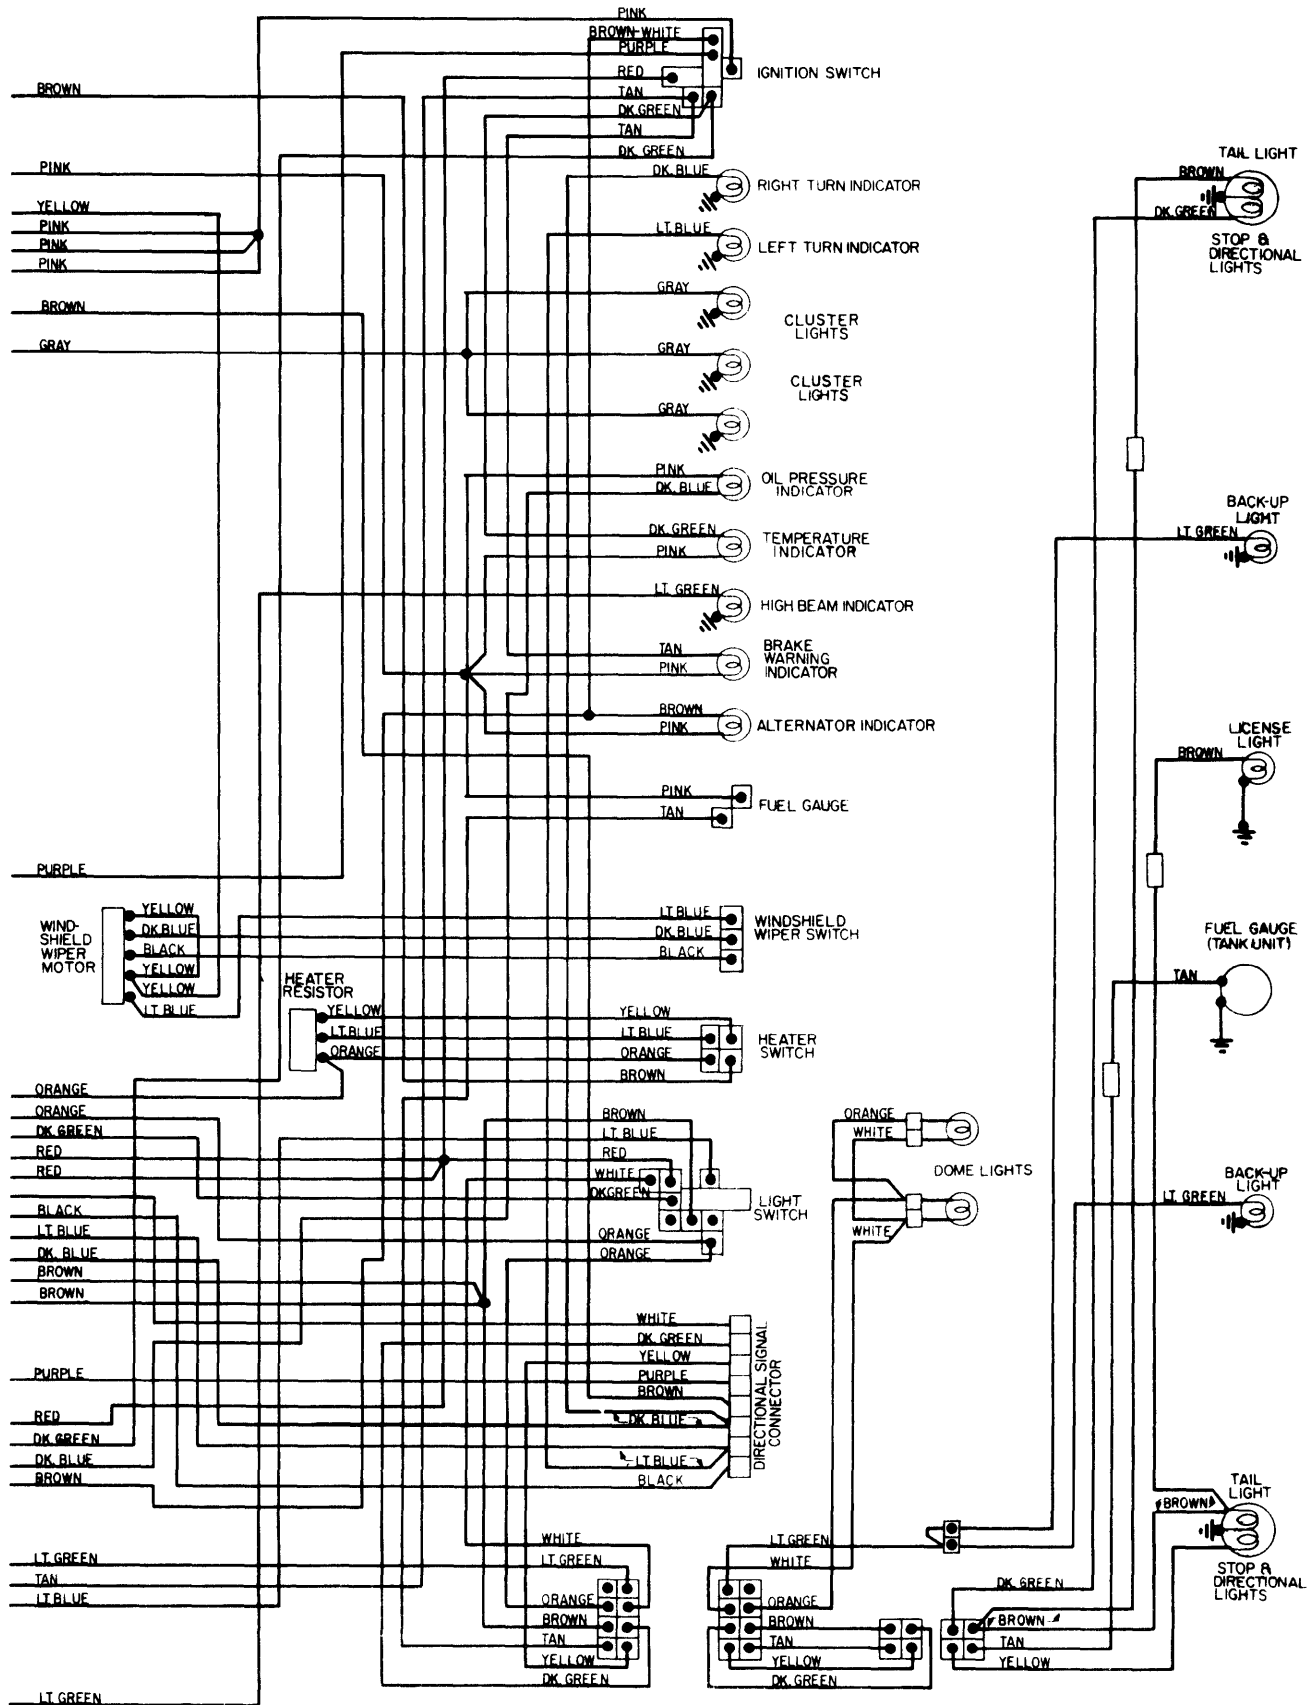 PINK
BROWN-WHITE
PURPLE
RED
IGNITION SWITCH
BROWN
TAN
DK.GREEN
TAN
DK. GREEN
TAIL LIGHT
PINK
DK. BLUE
RIGHT TURN INDICATOR
BROWN
YELLOW
DK.GREEN
PINK
LT.BLUE
LEFT TURN INDICATOR
STOP &
DIRECTIONAL
LIGHTS
PINK
PINK
GRAY
BROWN
CLUSTER
LIGHTS
GRAY
GRAY
CLUSTER
LIGHTS
GRAY
PINK
OIL PRESSURE
INDICATOR
DK. BLUE
BACK-UP
LIGHT
DK. GREEN
TEMPERATURE
INDICATOR
LT GREEN
PINK
LT. GREEN
HIGH BEAM INDICATOR
TAN
BRAKE
WARNING
INDICATOR
PINK
BROWN
ALTERNATOR INDICATOR
PINK
LICENSE
LIGHT
BROWN
PINK
FUEL GAUGE
TAN
PURPLE
WIND-
SHIELD
WIPER
MOTOR
YELLOW
DK.BLUE
BLACK
YELLOW
YELLOW
LT.BLUE
LT.BLUE
DK.BLUE
BLACK
WINDSHIELD
WIPER SWITCH
FUEL GAUGE
(TANK UNIT)
TAN
HEATER
RESISTOR
YELLOW
LT.BLUE
ORANGE
YELLOW
LT.BLUE
ORANGE
BROWN
HEATER
SWITCH
ORANGE
ORANGE
DK GREEN
RED
RED
BROWN
LT. BLUE
RED
WHITE
DKGREEN
LIGHT
SWITCH
ORANGE
ORANGE
ORANGE
WHITE
DOME LIGHTS
WHITE
BACK-UP
LIGHT
LT GREEN
BLACK
LT. BLUE
DK. BLUE
BROWN
BROWN
WHITE
DK. GREEN
YELLOW
PURPLE
BROWN
DK. BLUE
LT.BLUE
BLACK
DIRECTIONAL SIGNAL
CONNECTOR
PURPLE
RED
DK.GREEN
DK. BLUE
BROWN
TAIL
LIGHT
BROWN
STOP &
DIRECTIONAL
LIGHTS
LT.GREEN
TAN
LT.BLUE
WHITE
LT.GREEN
ORANGE
BROWN
TAN
YELLOW
DK. GREEN
LT.GREEN
WHITE
ORANGE
BROWN
TAN
YELLOW
DK. GREEN
DK. GREEN
BROWN
TAN
YELLOW
LT. GREEN